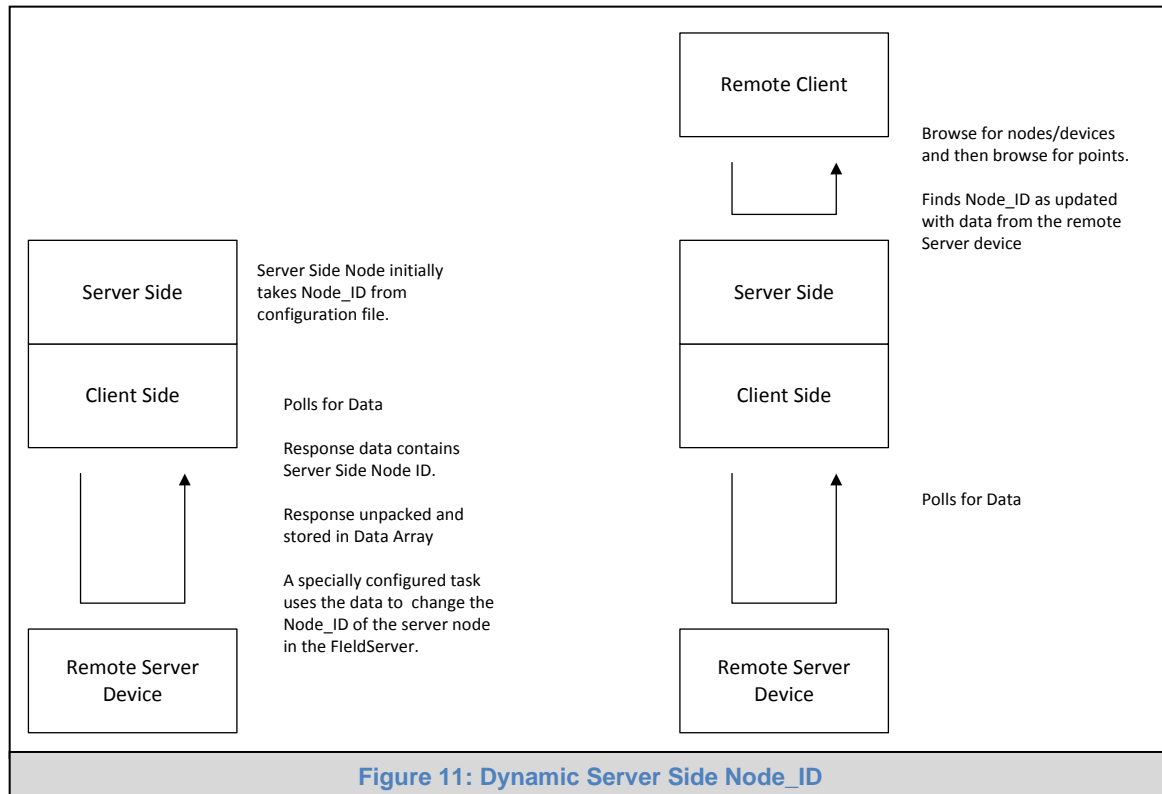 Server Side
Client Side
Remote Server
Device
Server Side Node initially
takes Node_ID from
configuration file.
Polls for Data
Response data contains
Server Side Node ID.
Response unpacked and
stored in Data Array
A specially configured task
uses the data to  change the
Node_ID of the server node
in the FIeldServer.
Remote Client
Server Side
Client Side
Remote Server
Device
Browse for nodes/devices
and then browse for points.
Finds Node_ID as updated
with data from the remote
Server device
Polls for Data
Figure 11: Dynamic Server Side Node_ID